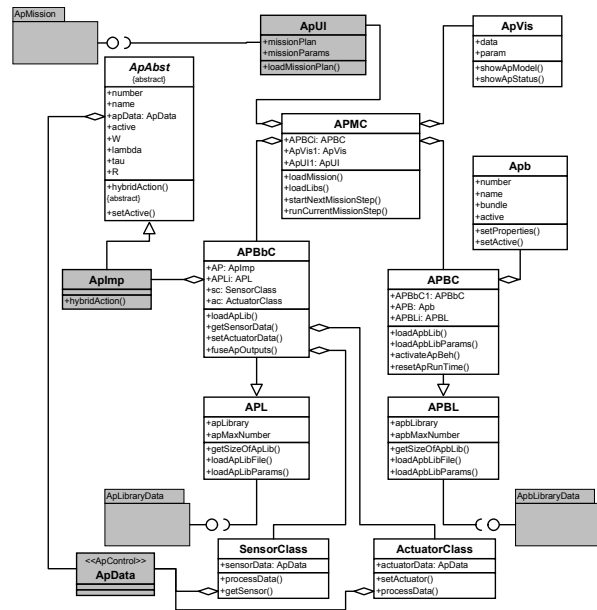 ApMission
ApUI
+missionPlan
+missionParams
+loadMissionPlan()
ApVis
+data
+param
+showApModel()
+showApStatus()
ApAbst
{abstract}
+number
+name
+apData: ApData
+active
+W
+lambda
+tau
+R
+hybridAction()
{abstract}
+setActive()
APMC
+APBCi: APBC
+ApVis1: ApVis
+ApUI1: ApUI
+loadMission()
+loadLibs()
+startNextMissionStep()
+runCurrentMissionStep()
Apb
+number
+name
+bundle
+active
+setProperties()
+setActive()
ApImp
+hybridAction()
APBbC
+AP: ApImp
+APLi: APL
+sc: SensorClass
+ac: ActuatorClass
+loadApLib()
+getSensorData()
+setActuatorData()
+fuseApOutputs()
APBC
+APBbC1: APBbC
+APB: Apb
+APBLi: APBL
+loadApbLib()
+loadApbLibParams()
+activateApBeh()
+resetApRunTime()
APL
+apLibrary
+apMaxNumber
+getSizeOfApLib()
+loadApLibFile()
+loadApLibParams()
APBL
+apbLibrary
+apbMaxNumber
+getSizeOfApbLib()
+loadApbLibFile()
+loadApbLibParams()
ApLibraryData
ApbLibraryData
<<ApControl>>
ApData
SensorClass
+sensorData: ApData
+processData()
+getSensor()
ActuatorClass
+actuatorData: ApData
+setActuator()
+processData()